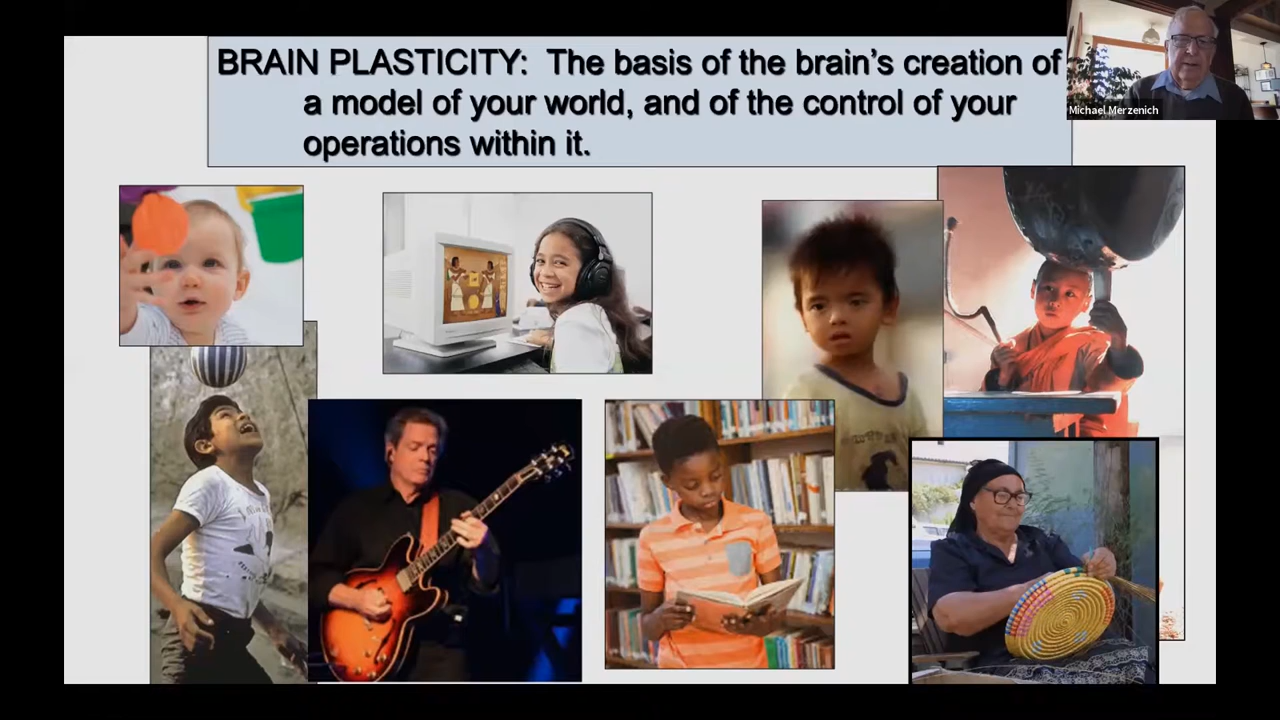 BRAIN PLASTICITY: The basis of the brain's creation of
a model of your world, and of the control of your
operations within it.
Michael Merzenich